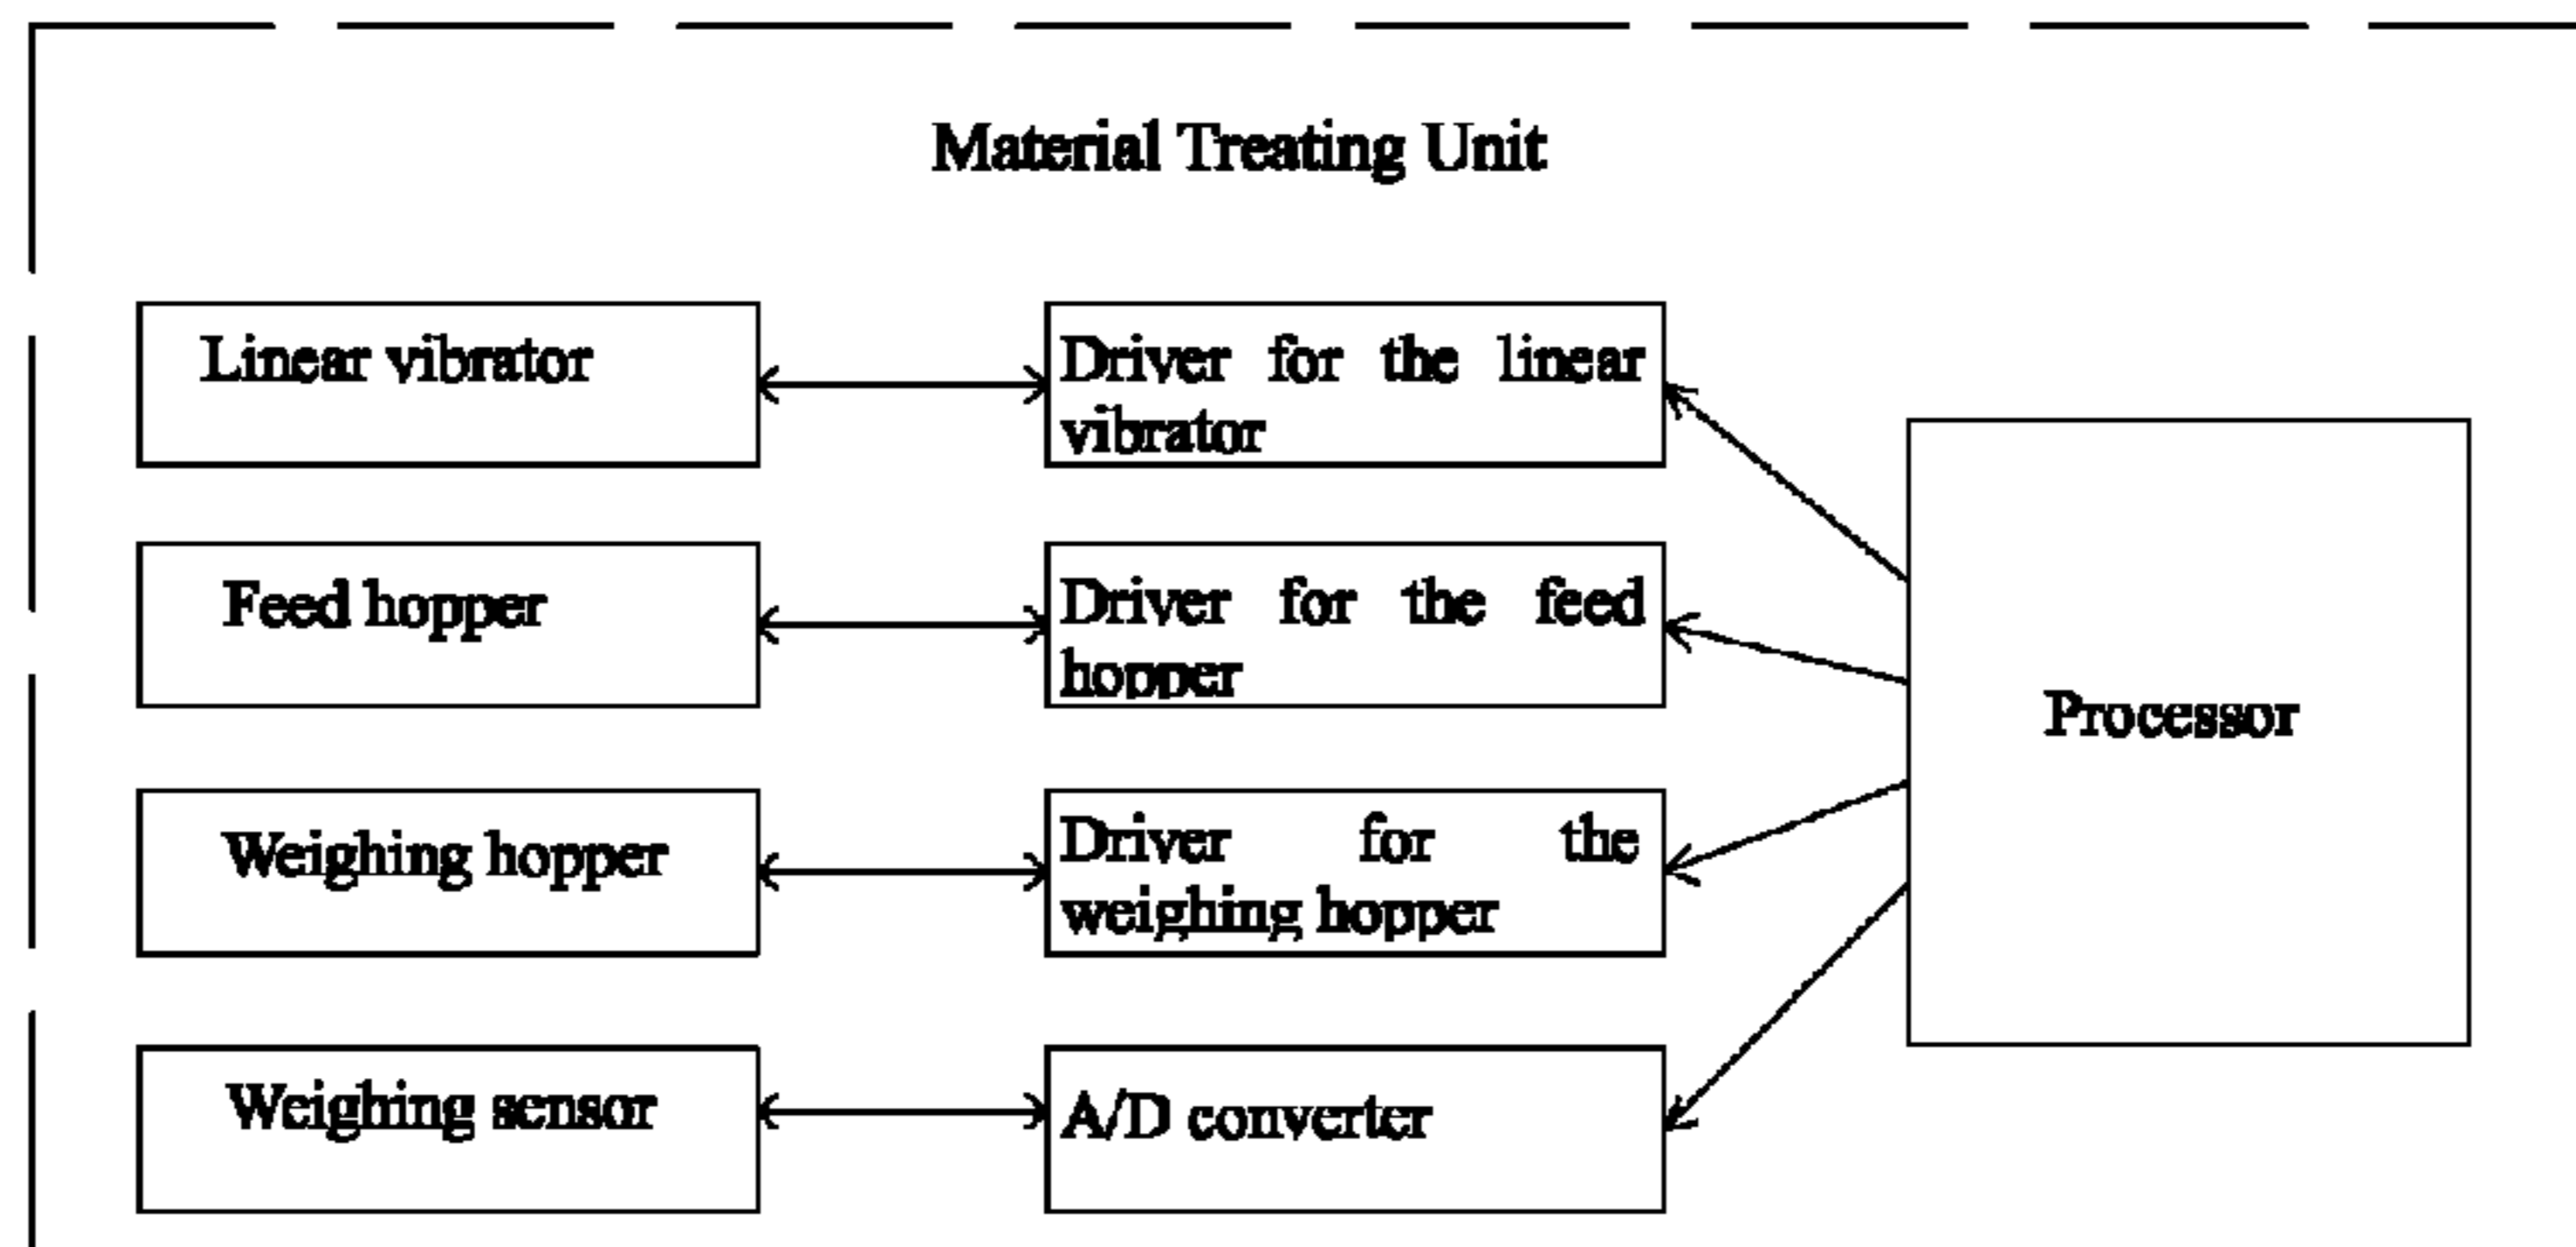 Material Treating Unit
Linear vibrator
Driver for the linear
vibrator
Feed hopper
Driver for the feed
hopper
Processor
Weighing hopper
Driver for the
weighing hopper
Weighing sensor
A/D converter